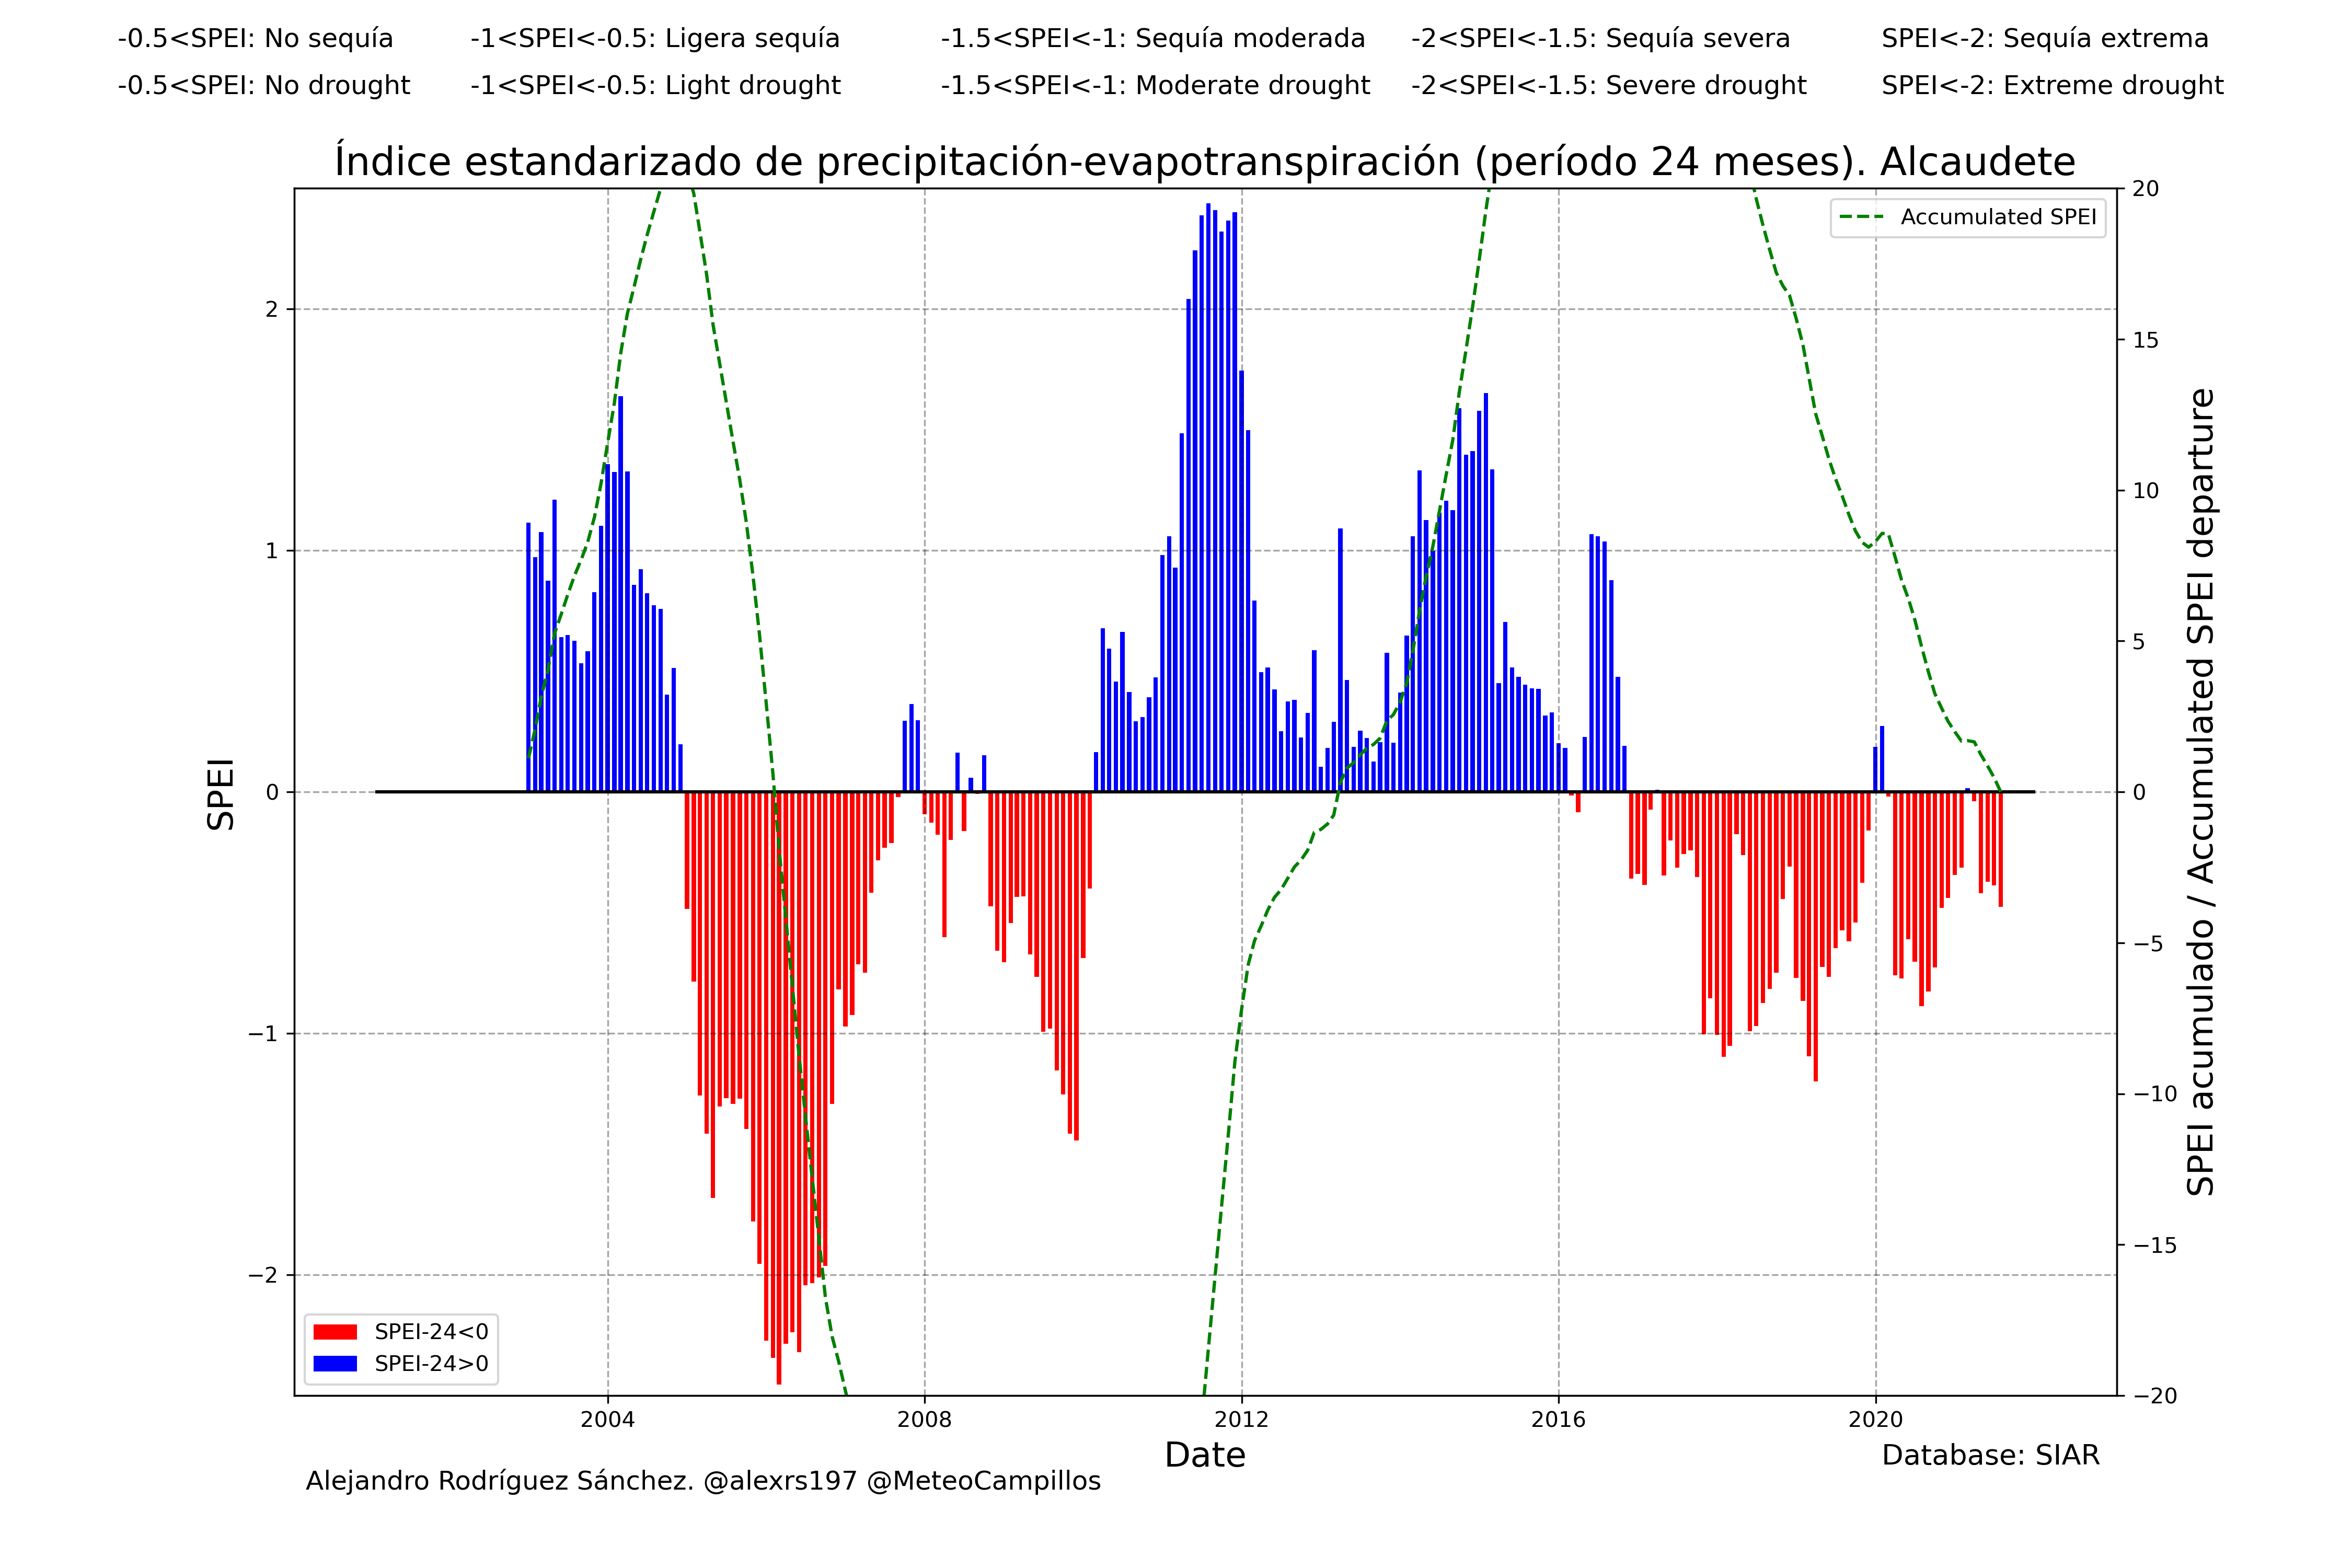 -0.5<SPEI: No sequía -1<SPEI<-0.5: Ligera sequía -1.5<SPEI<-1: Sequía moderada -2<SPEI<-1.5: Sequía severa SPEI<-2: Sequía extrema
-0.5<SPEI: No drought -1<SPEI<-0.5: Light drought -1.5<SPEI<-1: Moderate drought -2<SPEI<-1.5: Severe drought SPEI<-2: Extreme drought
Índice estandarizado de precipitación-evapotranspiración (período 24 meses). Alcaudete
Accumulated SPEI
SPEI
2
1
0
−1
−2
20
15
10
5
0
−5
−10
−15
−20
SPEI acumulado / Accumulated SPEI departure
SPEI-24<0
SPEI-24>0
2004 2008 2012 2016 2020
Date
Database: SIAR
Alejandro Rodríguez Sánchez. @alexrs197 @MeteoCampillos